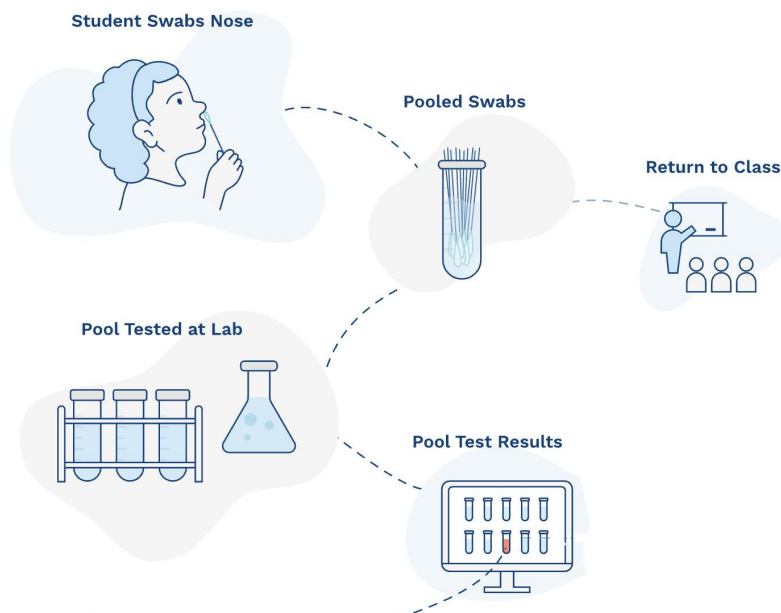 Student Swabs Nose
Pooled Swabs
Return to Class
Pool Tested at Lab
Pool Test Results